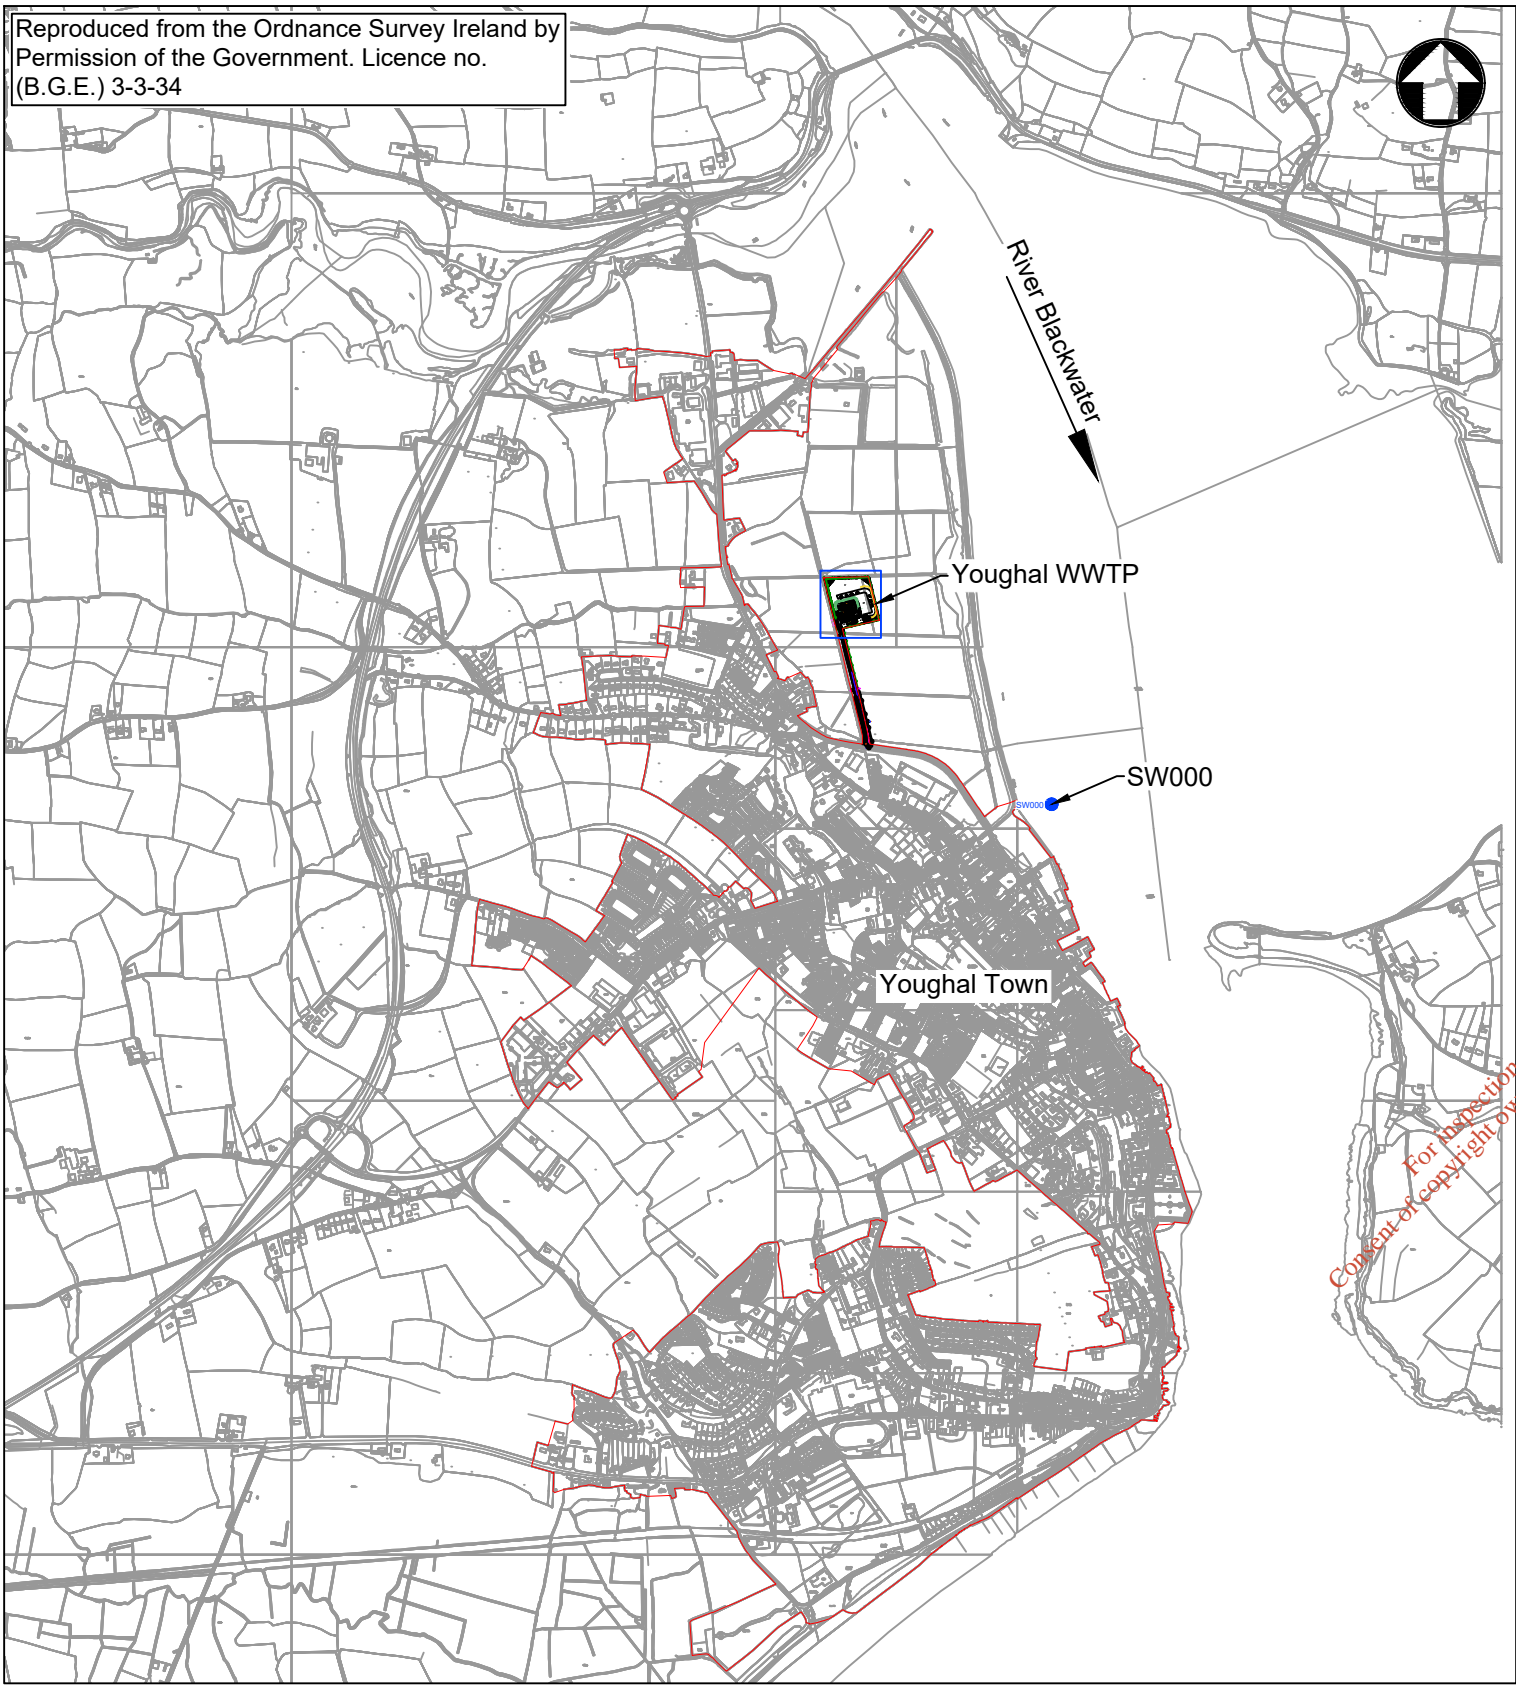 Reproduced from the Ordnance Survey Ireland by
Permission of the Government. Licence no.
(B.G.E.) 3-3-34
River Blackwater
Youghal WWTP
SW000
SW000
Youghal Town
For inspection
Consent of copyright